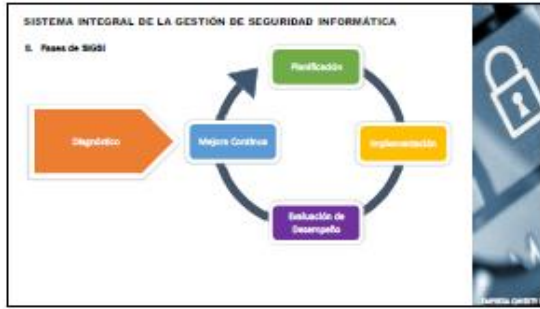 SISTEMA INTEGRAL DE LA GESTIÓN DE SEGURIDAD INFORMÁTICA
Fases de SIGSI
Planificación
Diagnóstico
Mejora Continua
Implementación
Evaluación de
Desempeño
EMPRESA